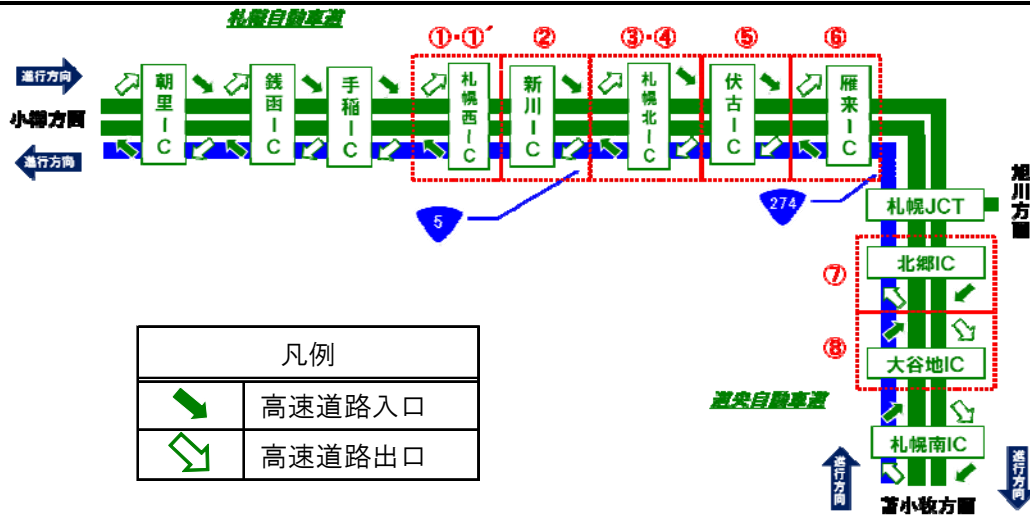 札樽自動車道
①・①´
②
③・④
⑤
⑥
進行方向
朝里IC
銭函IC
手稲IC
札幌西IC
新川IC
札幌北IC
伏古IC
雁来IC
小樽方面
進行方向
5
274
旭川方面
札幌JCT
⑦
北郷IC
⑧
大谷地IC
凡例
高速道路入口
高速道路出口
道央自動車道
札幌南IC
進行方向
進行方向
苫小牧方面